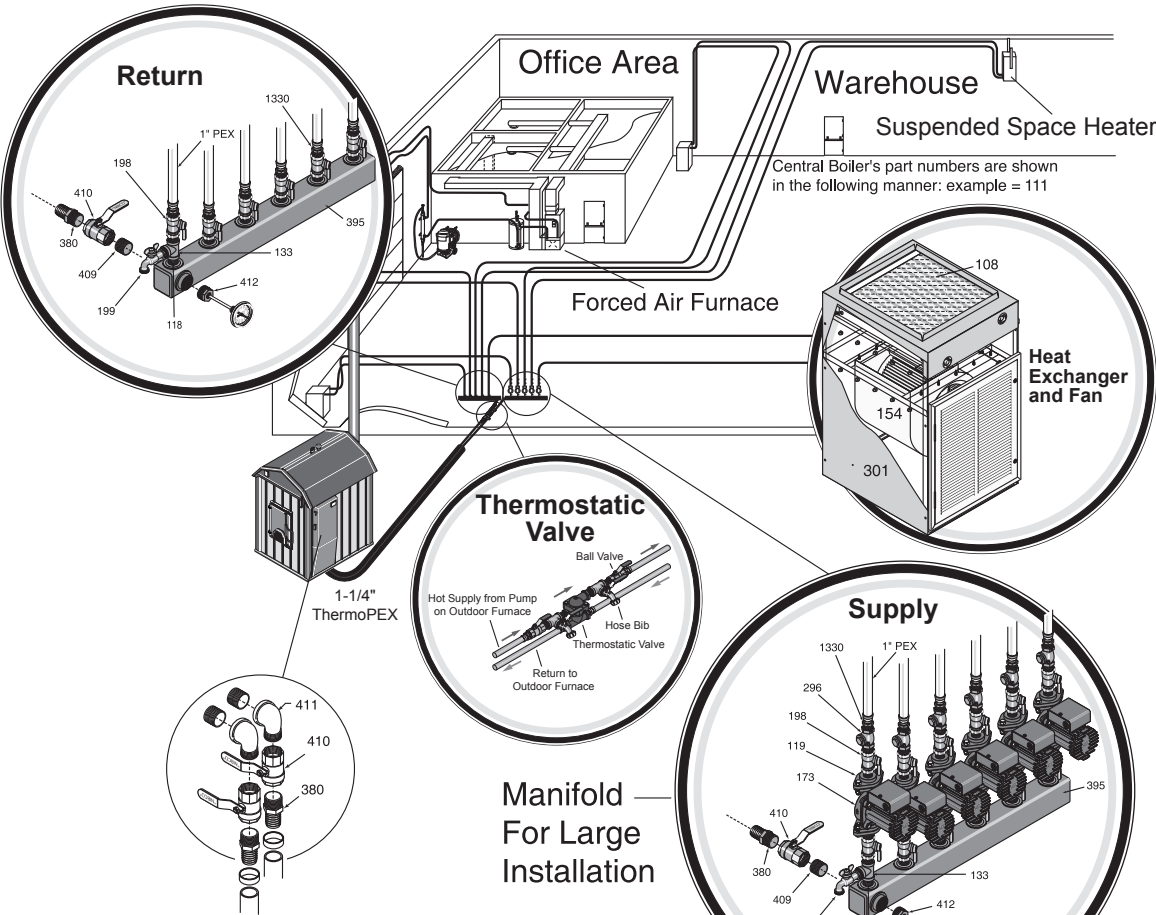 Return
1330
1" PEX
198
410
380
409
199
118
133
412
395
Office Area
Warehouse
Suspended Space Heater
Central Boiler's part numbers are shown
in the following manner: example = 111
Forced Air Furnace
108
Heat
Exchanger
and Fan
154
301
1-1/4"
ThermoPEX
Thermostatic
Valve
Ball Valve
Hot Supply from Pump
on Outdoor Furnace
Hose Bib
Thermostatic Valve
Return to
Outdoor Furnace
411
410
380
Manifold
For Large
Installation
Supply
1330
1" PEX
296
198
119
173
410
380
409
395
133
412